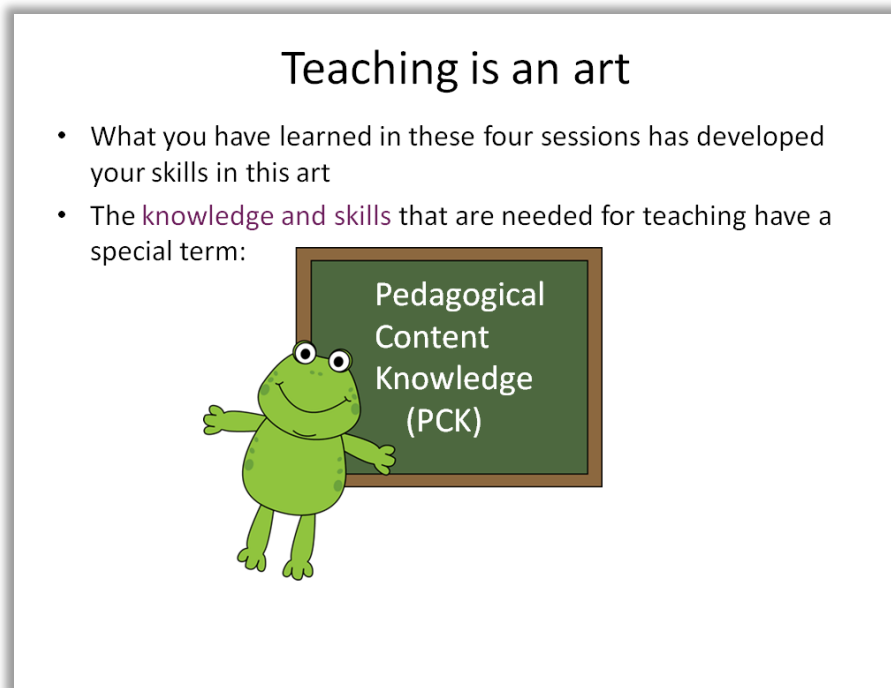 Teaching is an art
• What you have learned in these four sessions has developed
your skills in this art
• The knowledge and skills that are needed for teaching have a
special term:
Pedagogical
Content
Knowledge
(PCK)